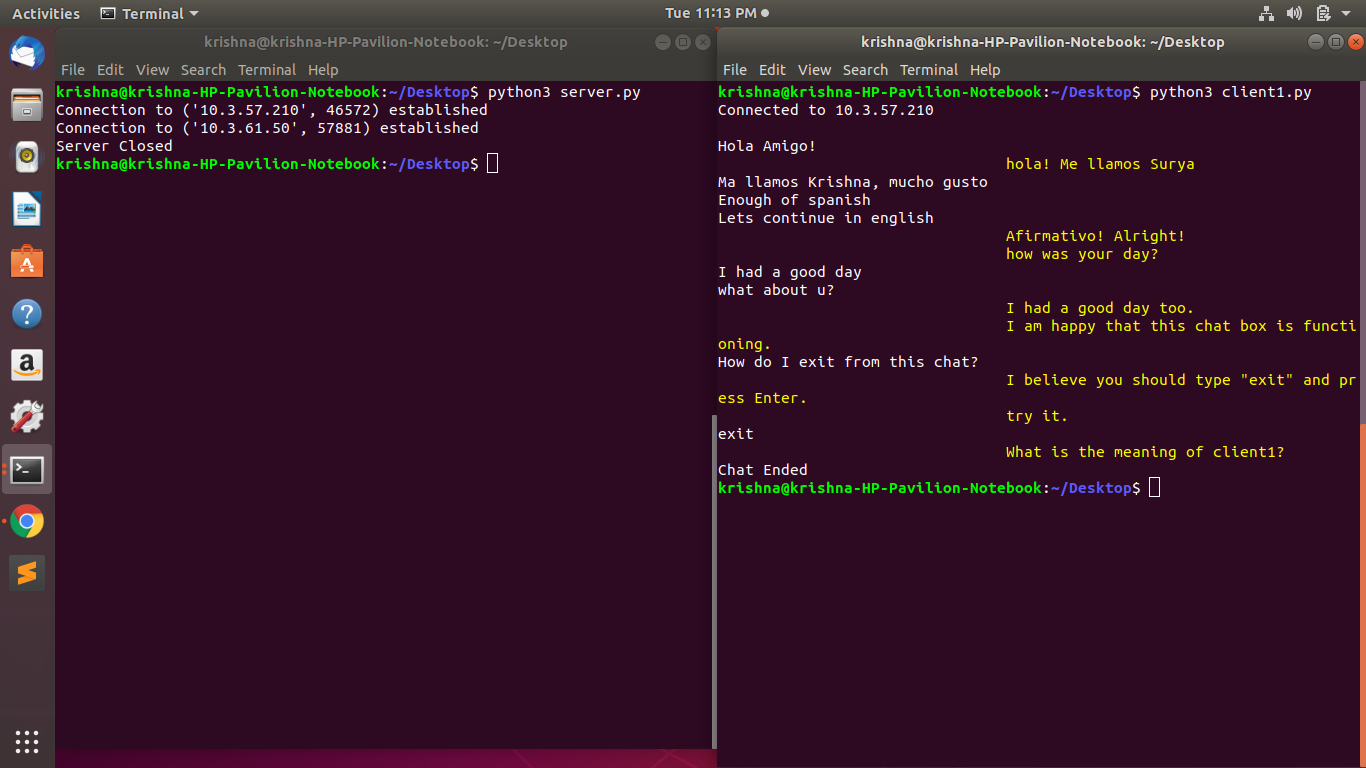 Activities Terminal Tue 11:13 PM
krishna@krishna-HP-Pavilion-Notebook: ~/Desktop
File Edit View Search Terminal Help
krishna@krishna-HP-Pavilion-Notebook:~/Desktop$ python3 server.py
Connection to ('10.3.57.210', 46572) established
Connection to ('10.3.61.50', 57881) established
Server Closed
krishna@krishna-HP-Pavilion-Notebook:~/Desktop$
krishna@krishna-HP-Pavilion-Notebook: ~/Desktop
File Edit View Search Terminal Help
krishna@krishna-HP-Pavilion-Notebook:~/Desktop$ python3 client1.py
Connected to 10.3.57.210
Hola Amigo!
hola! Me llamos Surya
Ma llamos Krishna, mucho gusto
Enough of spanish
Lets continue in english
Afirmativo! Alright!
how was your day?
I had a good day
what about u?
I had a good day too.
I am happy that this chat box is functi
oning.
How do I exit from this chat?
I believe you should type "exit" and pr
ess Enter.
try it.
exit
What is the meaning of client1?
Chat Ended
krishna@krishna-HP-Pavilion-Notebook:~/Desktop$